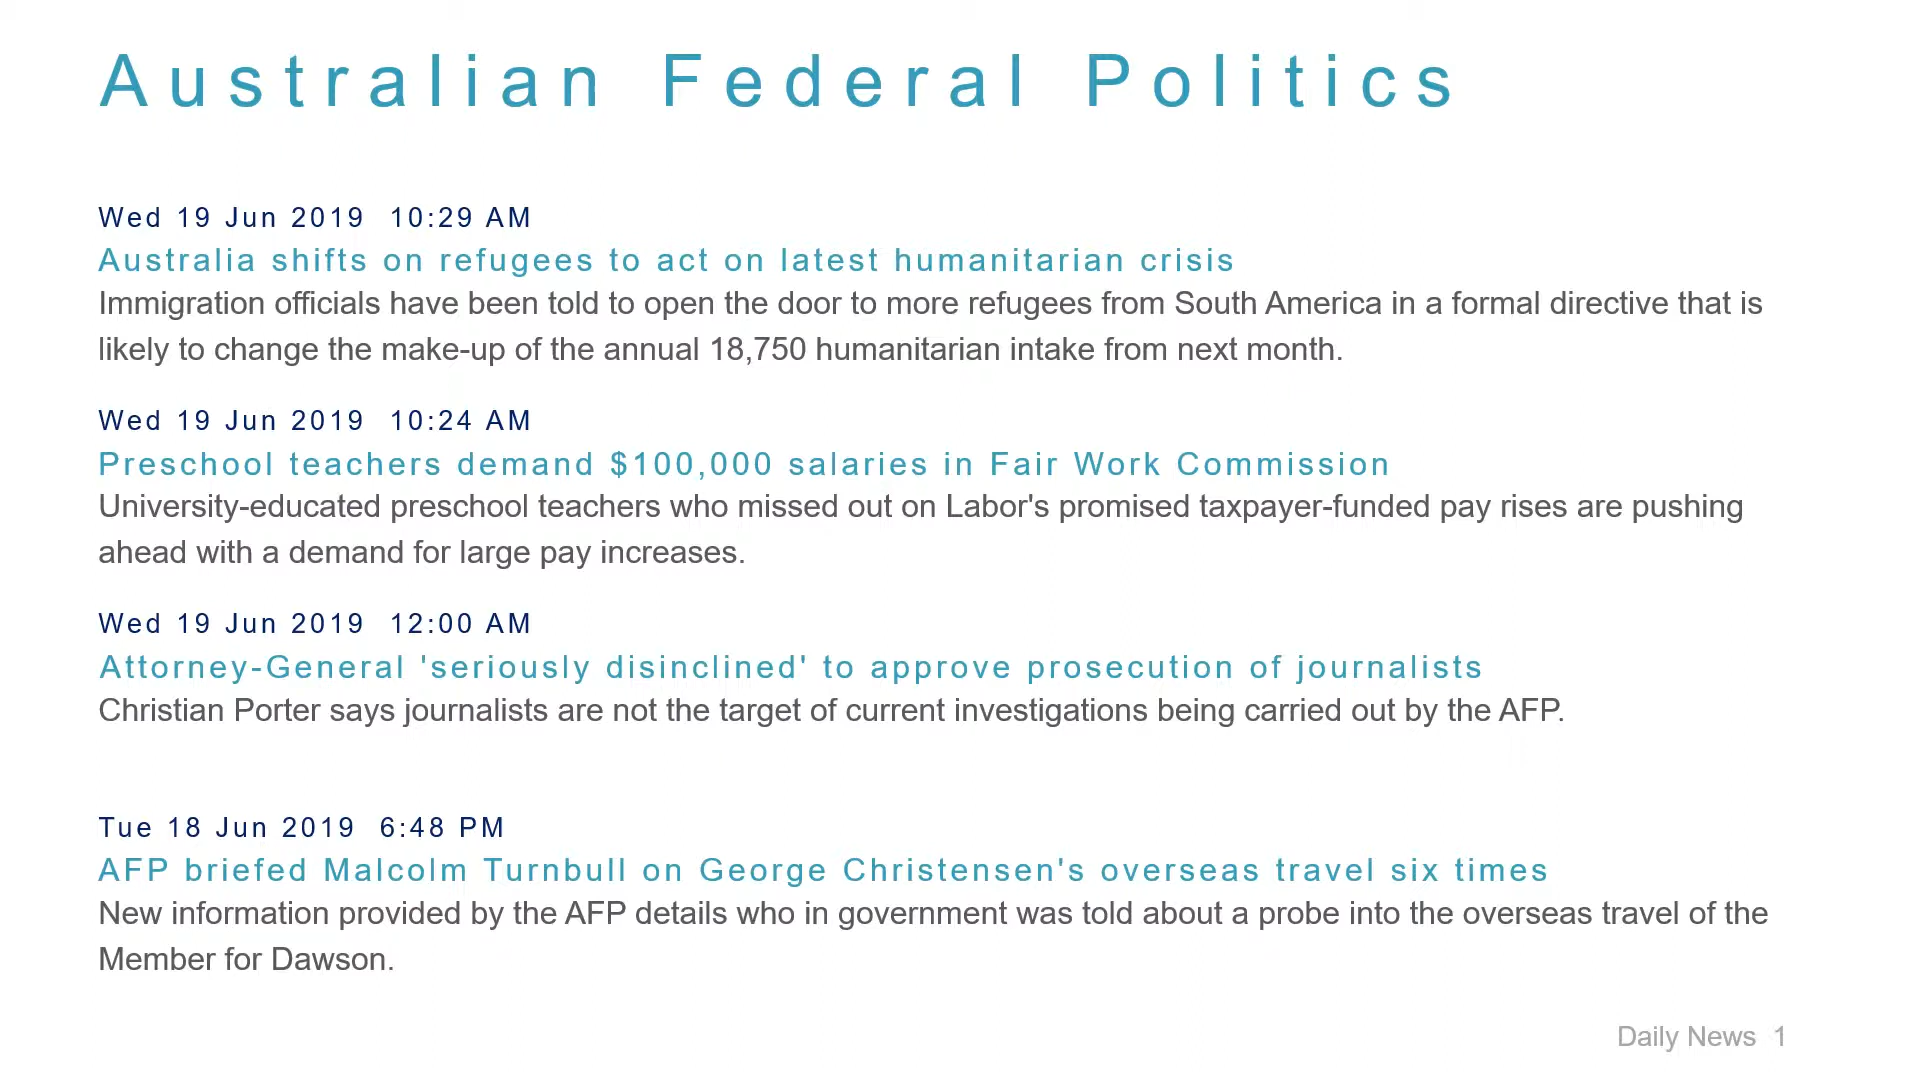 Australian Federal Politics
Wed 19 Jun 2019  10:29 AM
Australia shifts on refugees to act on latest humanitarian crisis
Immigration officials have been told to open the door to more refugees from South America in a formal directive that is
likely to change the make-up of the annual 18,750 humanitarian intake from next month.
Wed 19 Jun 2019  10:24 AM
Preschool teachers demand $100,000 salaries in Fair Work Commission
University-educated preschool teachers who missed out on Labor's promised taxpayer-funded pay rises are pushing
ahead with a demand for large pay increases.
Wed 19 Jun 2019  12:00 AM
Attorney-General 'seriously disinclined' to approve prosecution of journalists
Christian Porter says journalists are not the target of current investigations being carried out by the AFP.
Tue 18 Jun 2019  6:48 PM
AFP briefed Malcolm Turnbull on George Christensen's overseas travel six times
New information provided by the AFP details who in government was told about a probe into the overseas travel of the
Member for Dawson.
Daily News  1